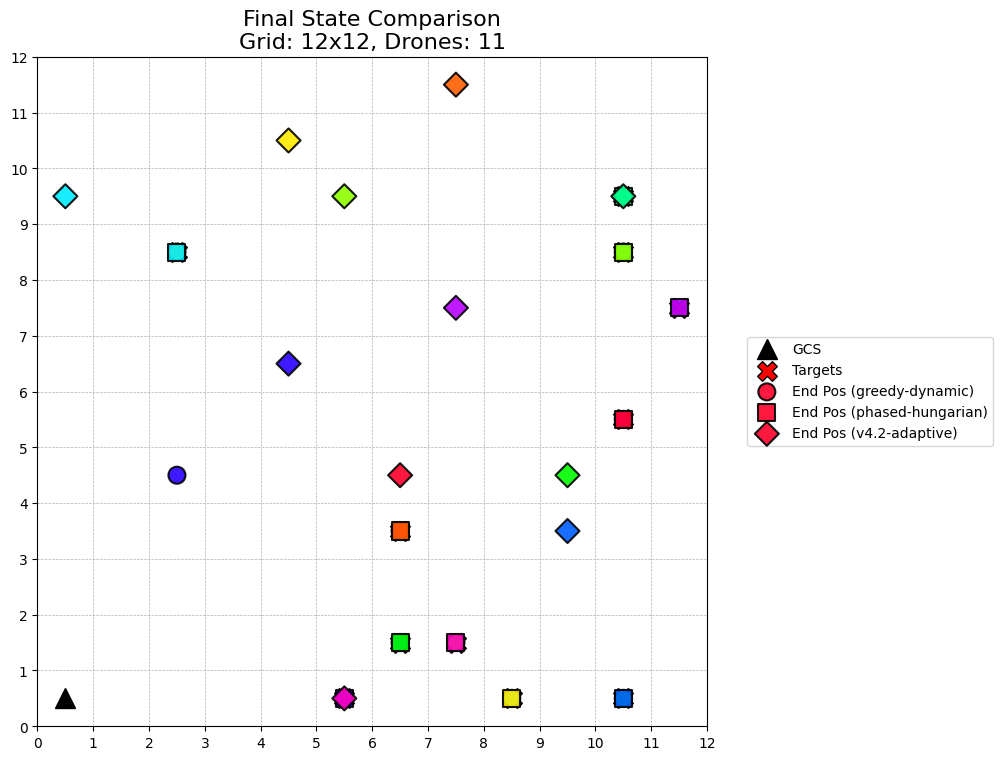 Final State Comparison
Grid: 12x12, Drones: 11
12
11
10
9
8
7
6
5
4
3
2
1
0
0 1 2 3 4 5 6 7 8 9 10 11 12
GCS
Targets
End Pos (greedy-dynamic)
End Pos (phased-hungarian)
End Pos (v4.2-adaptive)